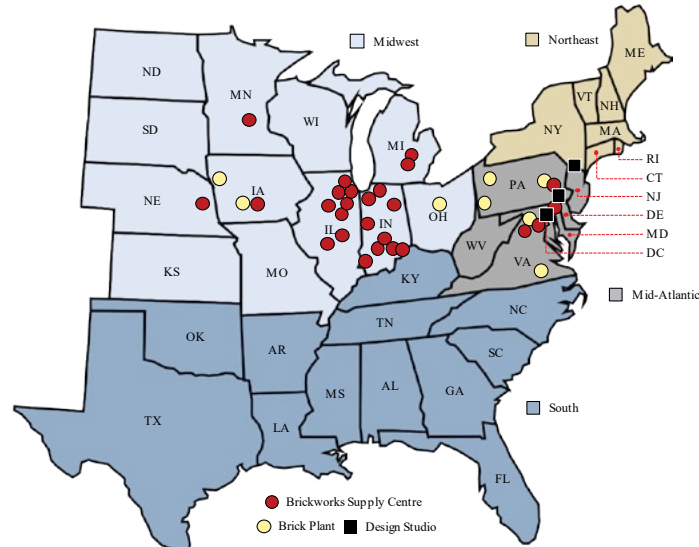 Midwest
Northeast
ME
ND
MN
VT
NH
WI
NY
MA
SD
MI
RI
PA
CT
IA
NJ
NE
OH
DE
IL
IN
WV
MD
DC
VA
KS
MO
KY
Mid-Atlantic
NC
TN
OK
AR
SC
MS
AL
GA
South
TX
LA
FL
Brickworks Supply Centre
Brick Plant
Design Studio